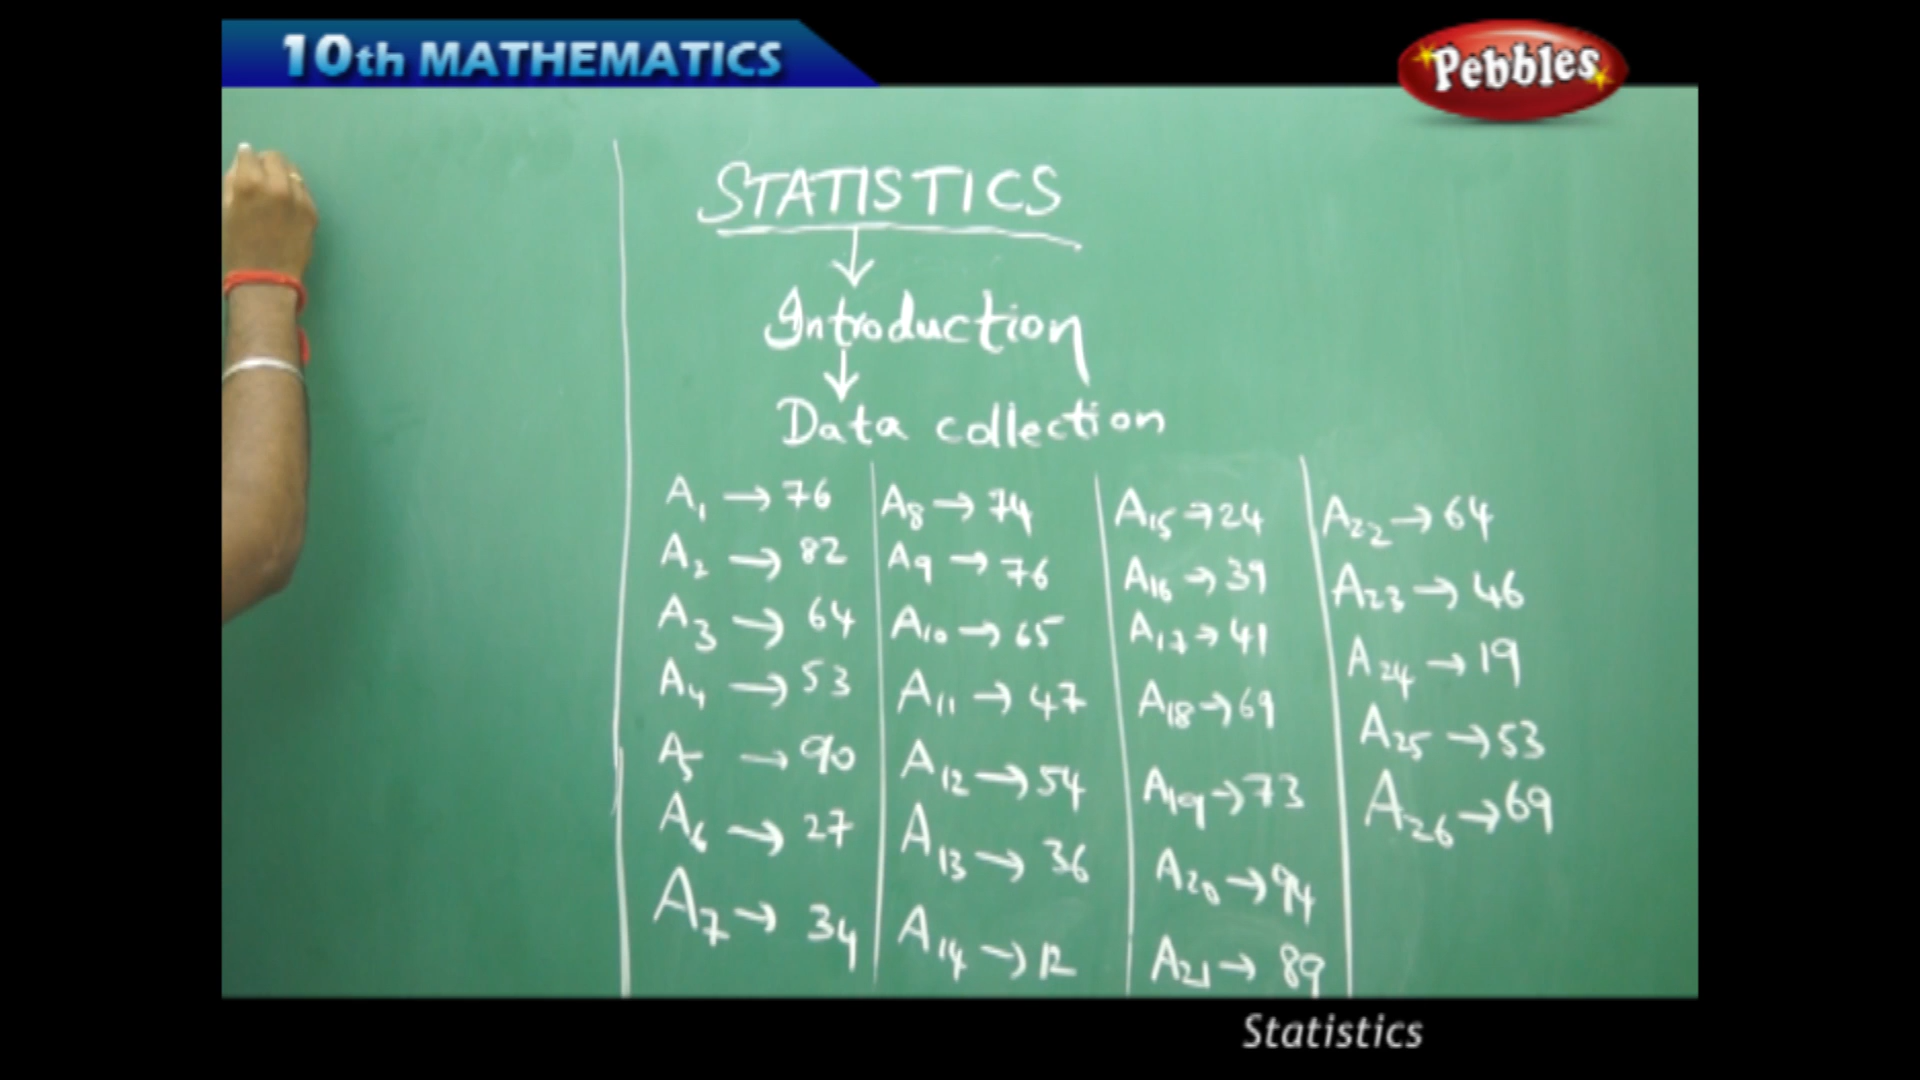 10th MATHEMATICS
Pebbles
STATISTICS
Introduction
Data collection
A1 → 76
A2 → 82
A3 → 64
A4 → 53
A5 → 90
A6 → 27
A7 → 34
A8 → 74
A9 → 76
A10 → 65
A11 → 47
A12 → 54
A13 → 36
A14 → 12
A15 → 24
A16 → 39
A17 → 41
A18 → 69
A19 → 73
A20 → 94
A21 → 89
A22 → 64
A23 → 46
A24 → 19
A25 → 53
A26 → 69
Statistics